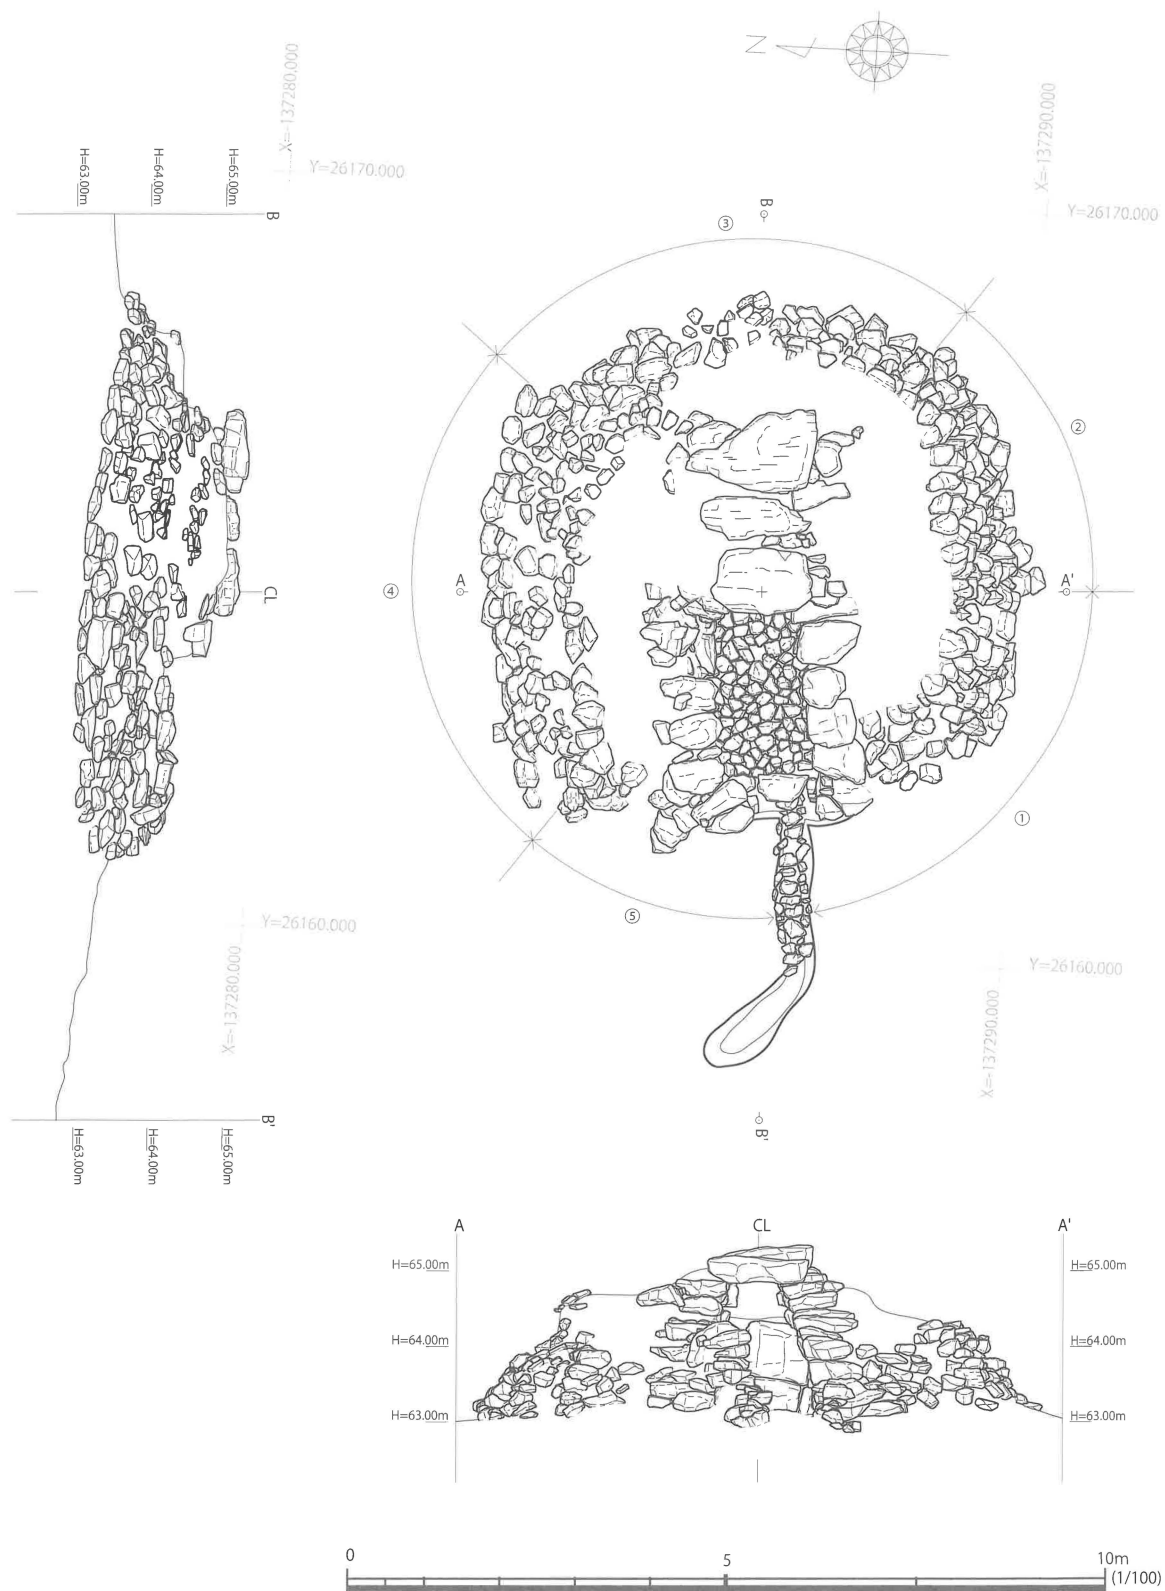 N
X=-137280.000
Y=26170.000
X=-137290.000
Y=26170.000
H=63.00m
H=64.00m
H=65.00m
B
B
③
②
A
A'
④
CL
①
⑤
Y=26160.000
X=-137280.000
Y=26160.000
X=-137290.000
B'
B'
H=63.00m
H=64.00m
H=65.00m
A
CL
A'
H=65.00m
H=65.00m
H=64.00m
H=64.00m
H=63.00m
H=63.00m
0
5
10m
(1/100)